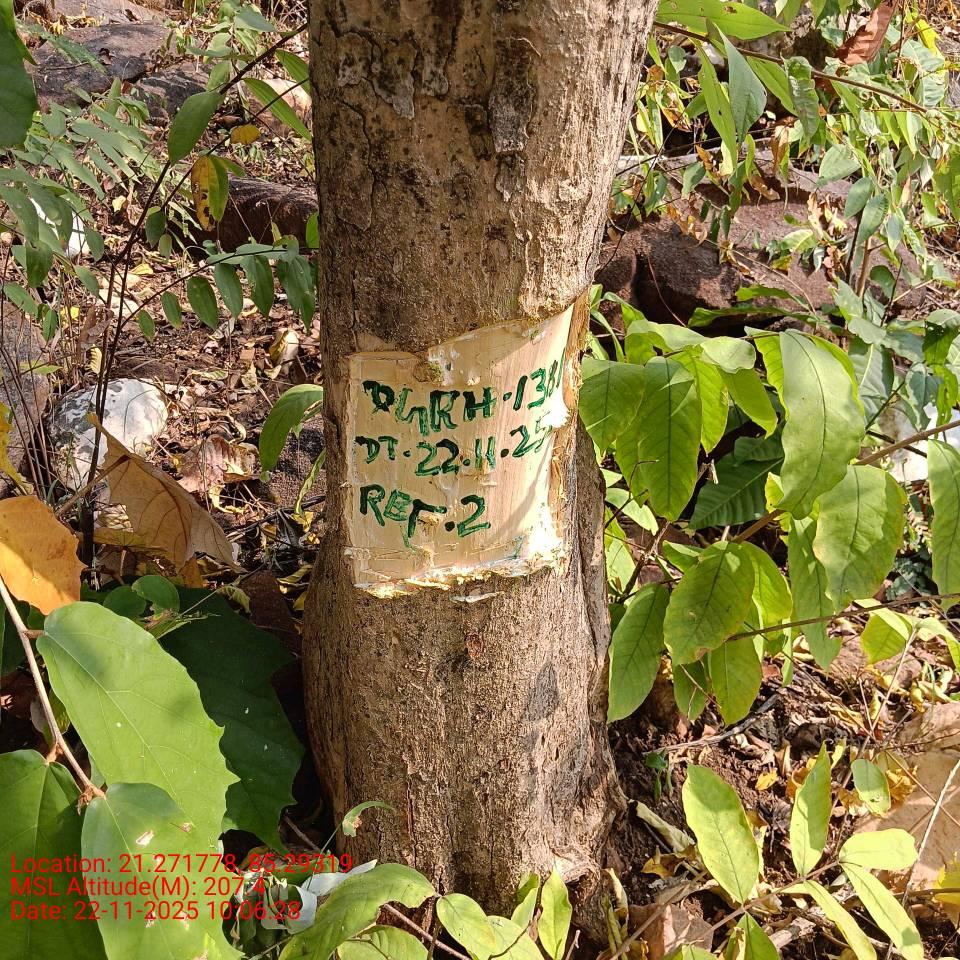 DGRH-138
DT-22.11.25
REF.2
Location: 21.271778, 85.29319
MSL Altitude(M): 207.4
Date: 22-11-2025 10:06:28